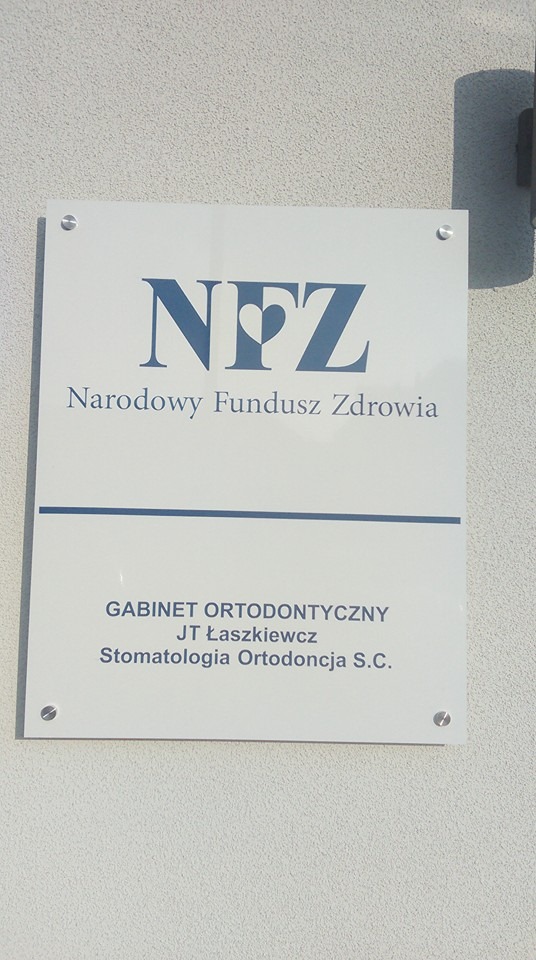 NFZ
Narodowy Fundusz Zdrowia
GABINET ORTODONTYCZNY
JT Łaszkiewcz
Stomatologia Ortodoncja S.C.